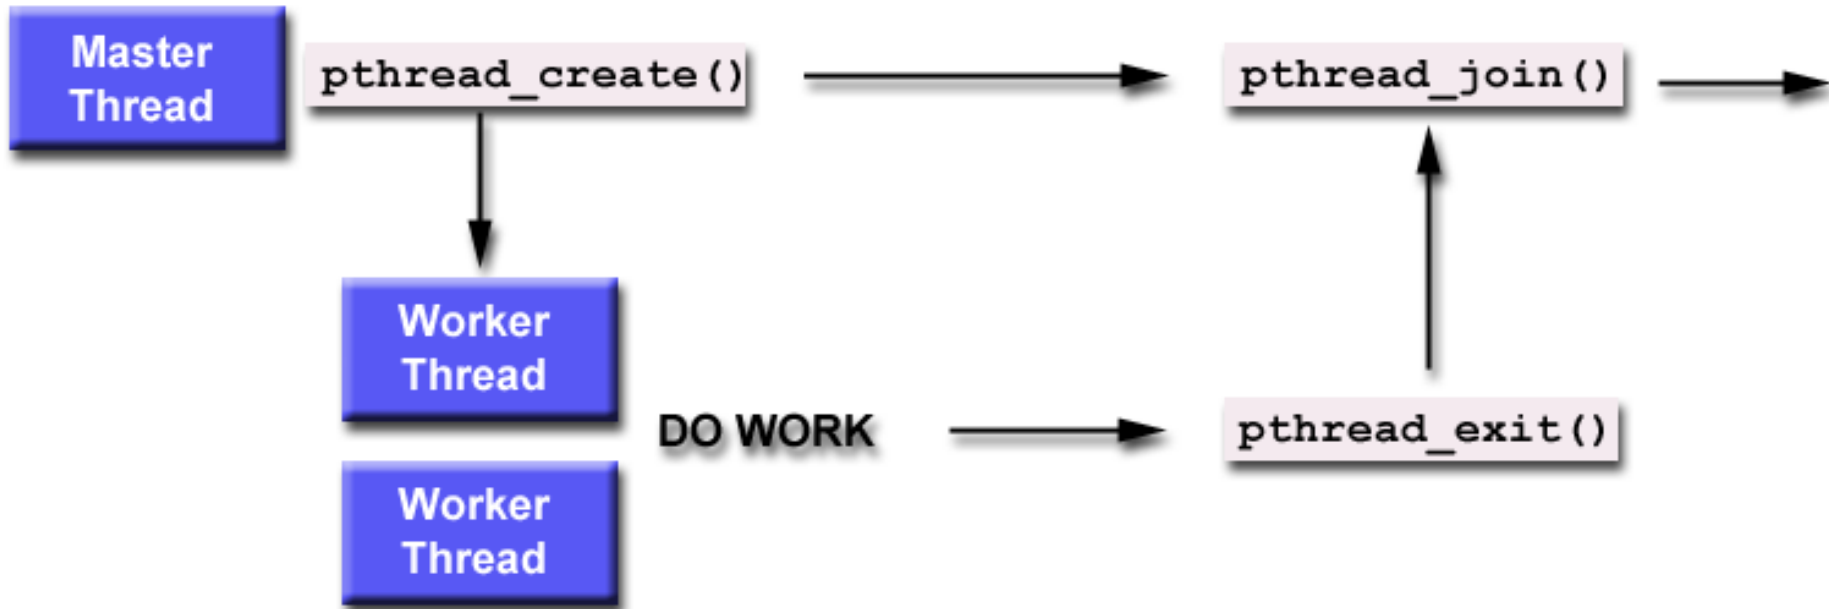 Master
Thread
pthread_create()
pthread_join()
Worker
Thread
DO WORK
pthread_exit()
Worker
Thread